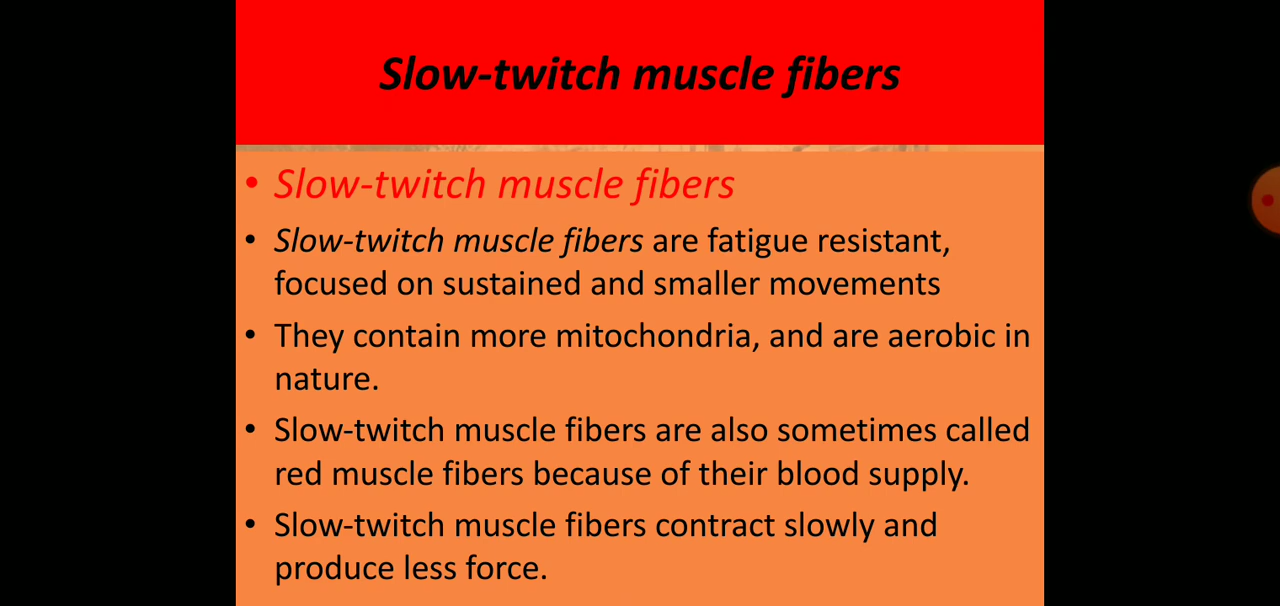 Slow-twitch muscle fibers
• Slow-twitch muscle fibers
• Slow-twitch muscle fibers are fatigue resistant,
focused on sustained and smaller movements
• They contain more mitochondria, and are aerobic in
nature.
• Slow-twitch muscle fibers are also sometimes called
red muscle fibers because of their blood supply.
• Slow-twitch muscle fibers contract slowly and
produce less force.